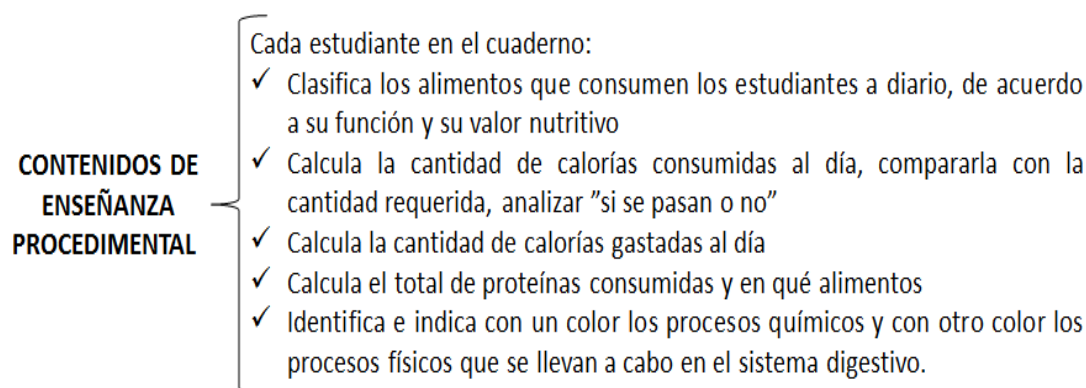 CONTENIDOS DE
ENSEÑANZA
PROCEDIMENTAL
Cada estudiante en el cuaderno:
✓ Clasifica los alimentos que consumen los estudiantes a diario, de acuerdo
a su función y su valor nutritivo
✓ Calcula la cantidad de calorías consumidas al día, compararla con la
cantidad requerida, analizar ”si se pasan o no”
✓ Calcula la cantidad de calorías gastadas al día
✓ Calcula el total de proteínas consumidas y en qué alimentos
✓ Identifica e indica con un color los procesos químicos y con otro color los
procesos físicos que se llevan a cabo en el sistema digestivo.